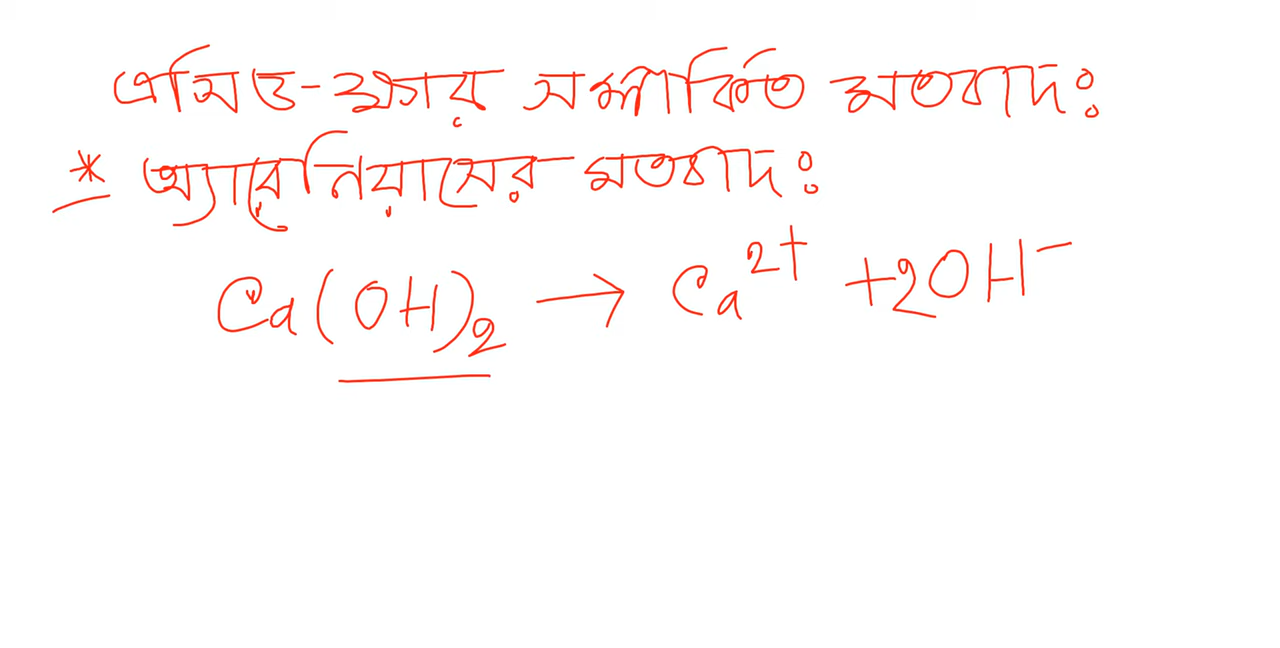 এসিড-ক্ষার সম্পর্কিত মতবাদঃ
* অ্যারেনিয়াসের মতবাদঃ
Ca(OH)₂ → Ca²⁺ + 2OH⁻